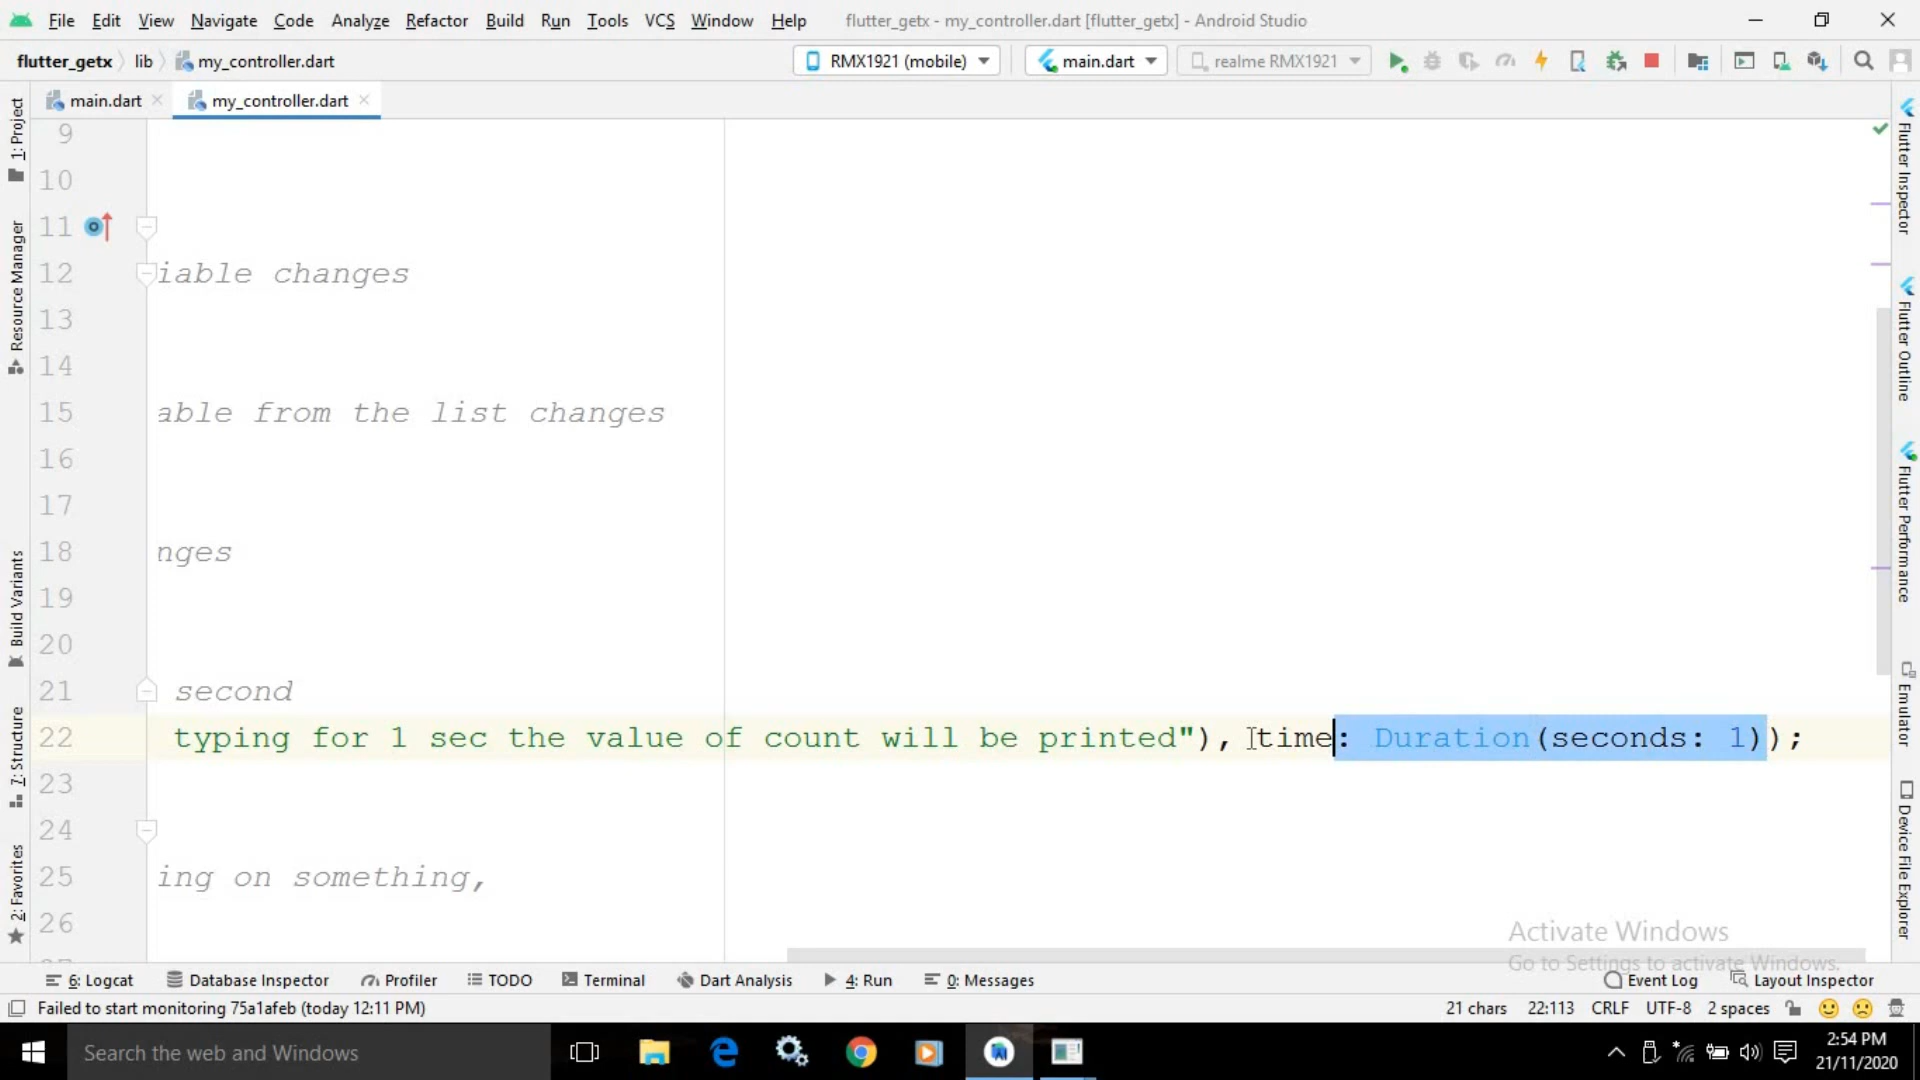 File Edit View Navigate Code Analyze Refactor Build Run Tools VCS Window Help flutter_getx - my_controller.dart [flutter_getx] - Android Studio
flutter_getx lib my_controller.dart RMX1921 (mobile) main.dart realme RMX1921
main.dart my_controller.dart
1: Project
Resource Manager
Build Variants
7: Structure
2: Favorites
9
10
11
12 iable changes
13
14
15 able from the list changes
16
17
18 nges
19
20
21 second
22 typing for 1 sec the value of count will be printed"), time: Duration(seconds: 1));
23
24
25 ing on something,
26
Flutter Inspector
Flutter Outline
Flutter Performance
Emulator
Device File Explorer
Activate Windows
Go to Settings to activate Windows.
6: Logcat Database Inspector Profiler TODO Terminal Dart Analysis 4: Run 0: Messages Event Log Layout Inspector
Failed to start monitoring 75a1afeb (today 12:11 PM) 21 chars 22:113 CRLF UTF-8 2 spaces
Search the web and Windows
2:54 PM
21/11/2020